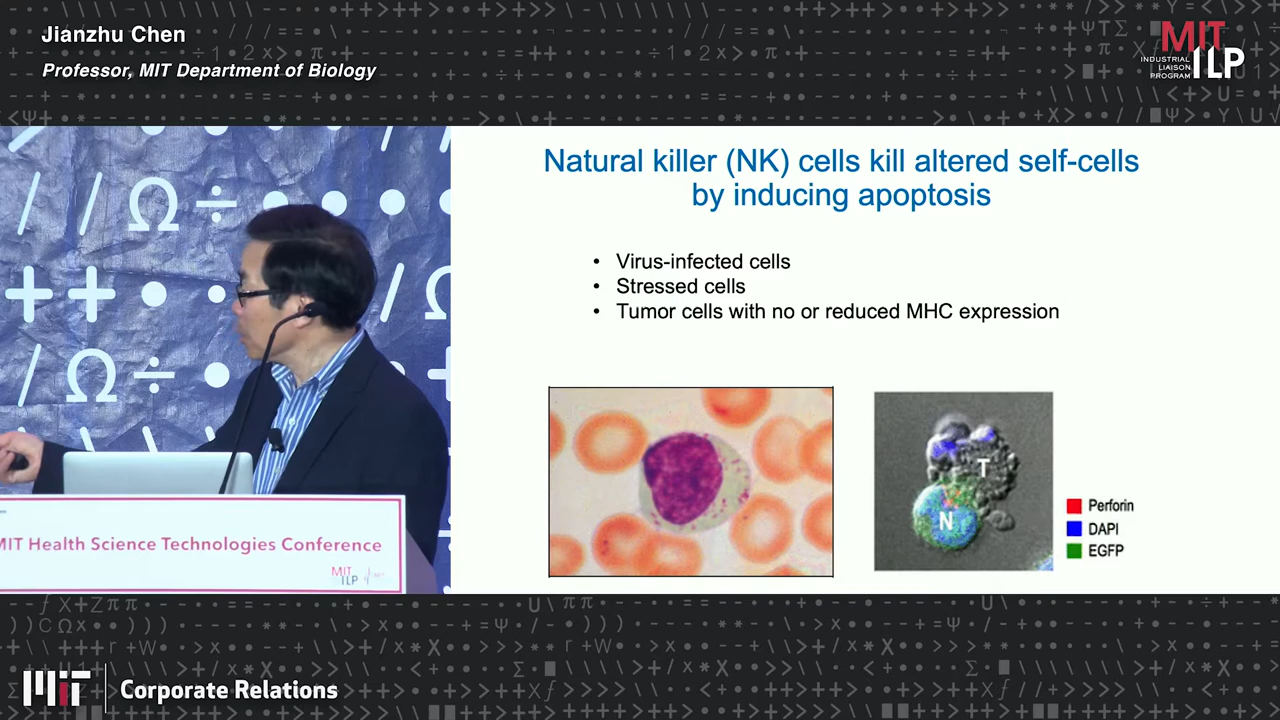 Jianzhu Chen
Professor, MIT Department of Biology
MIT
INDUSTRIAL
LIAISON
PROGRAM
ILP
Natural killer (NK) cells kill altered self-cells
by inducing apoptosis
• Virus-infected cells
• Stressed cells
• Tumor cells with no or reduced MHC expression
T
N
Perforin
DAPI
EGFP
MIT Health Science Technologies Conference
MIT
ILP
MIT
Corporate Relations